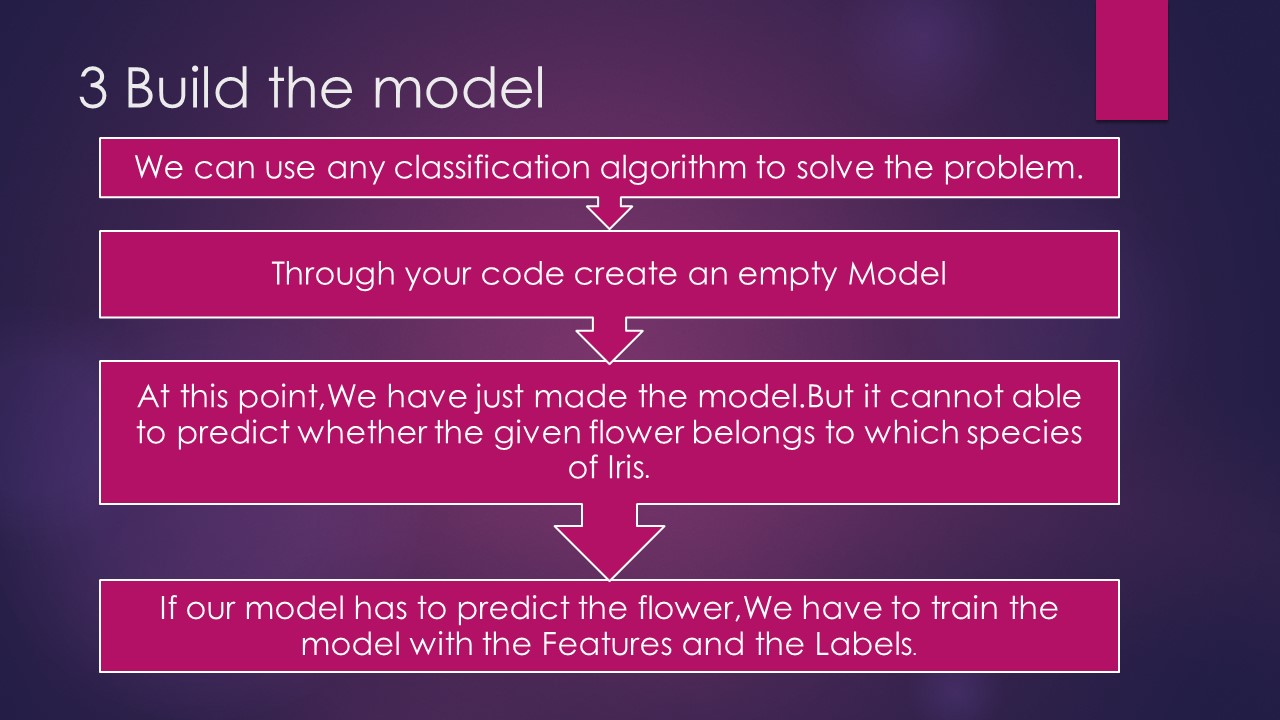 3 Build the model
We can use any classification algorithm to solve the problem.
Through your code create an empty Model
At this point,We have just made the model.But it cannot able
to predict whether the given flower belongs to which species
of Iris.
If our model has to predict the flower,We have to train the
model with the Features and the Labels.